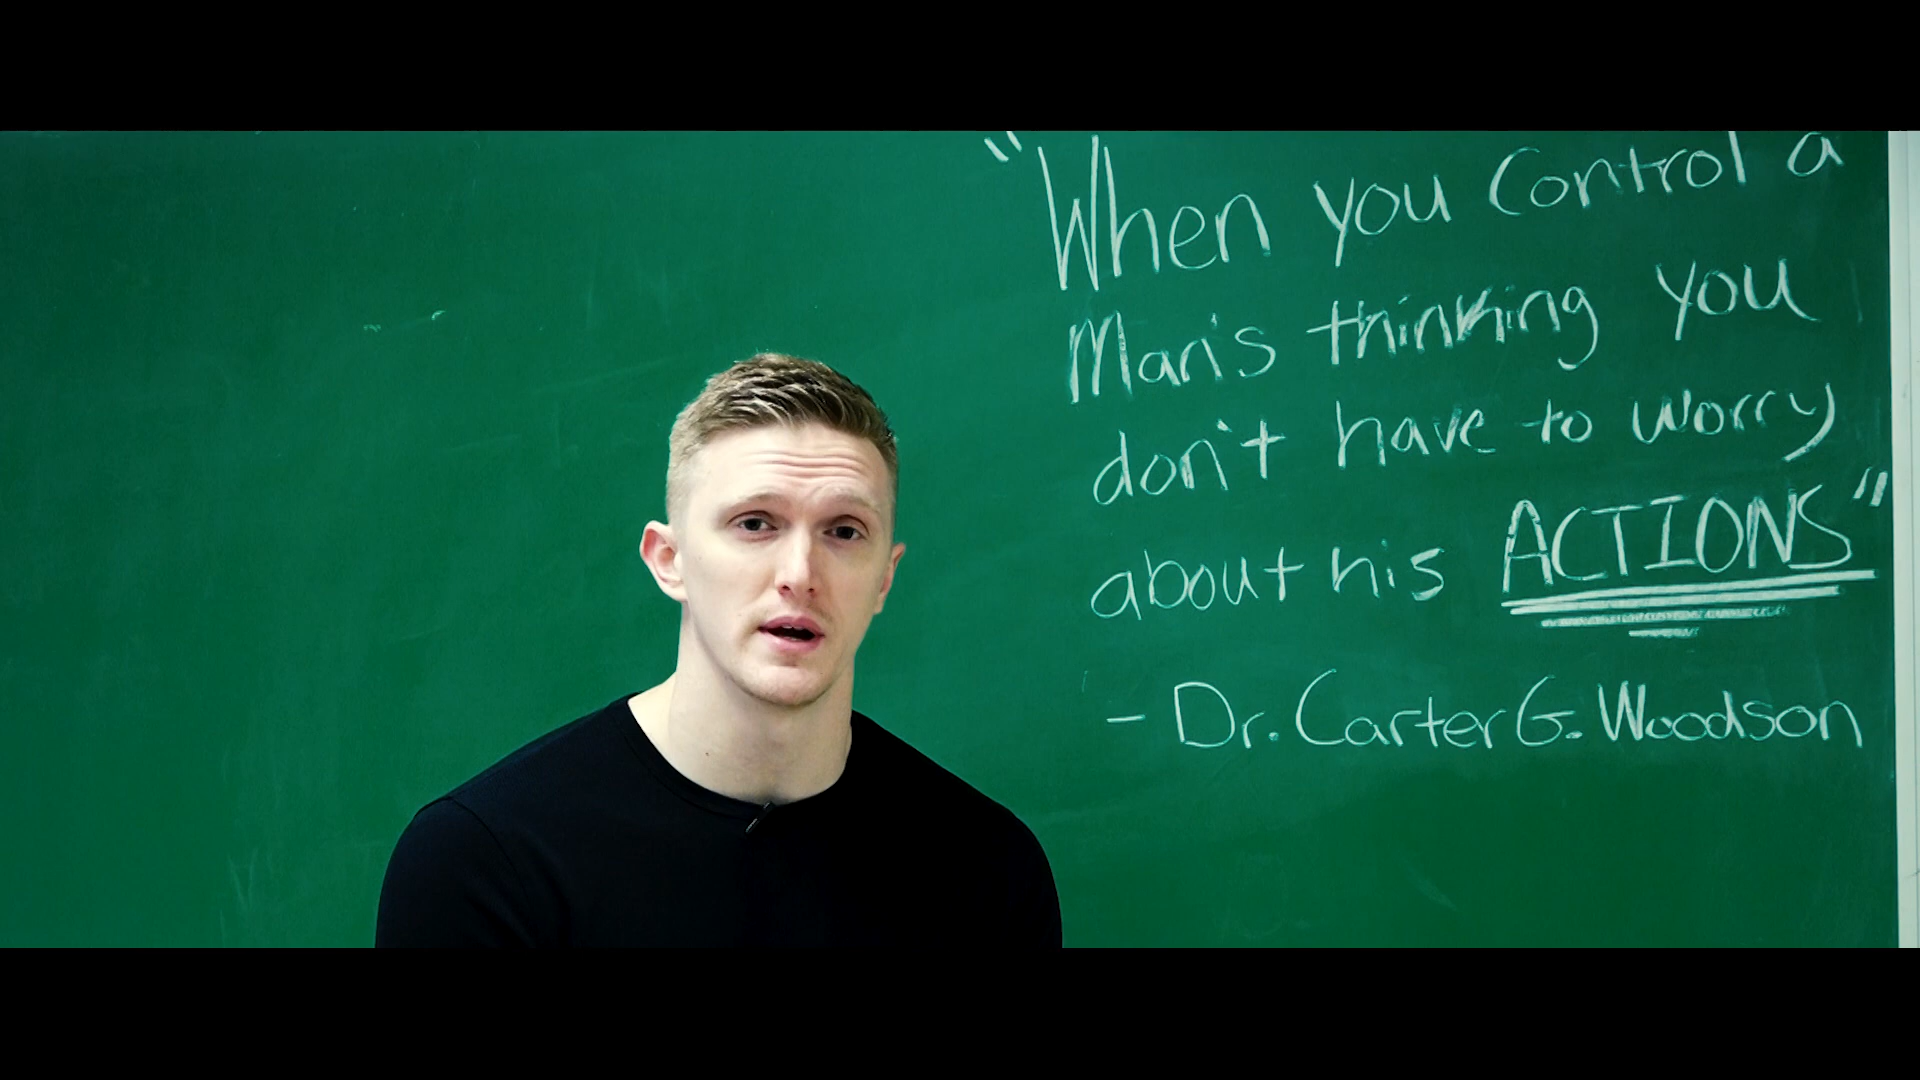 "When you Control a
Man's thinking you
don't have to worry
about his ACTIONS"
- Dr. Carter G. Woodson